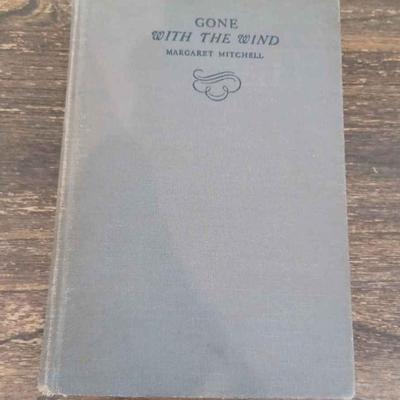 GONE
WITH THE WIND
MARGARET MITCHELL